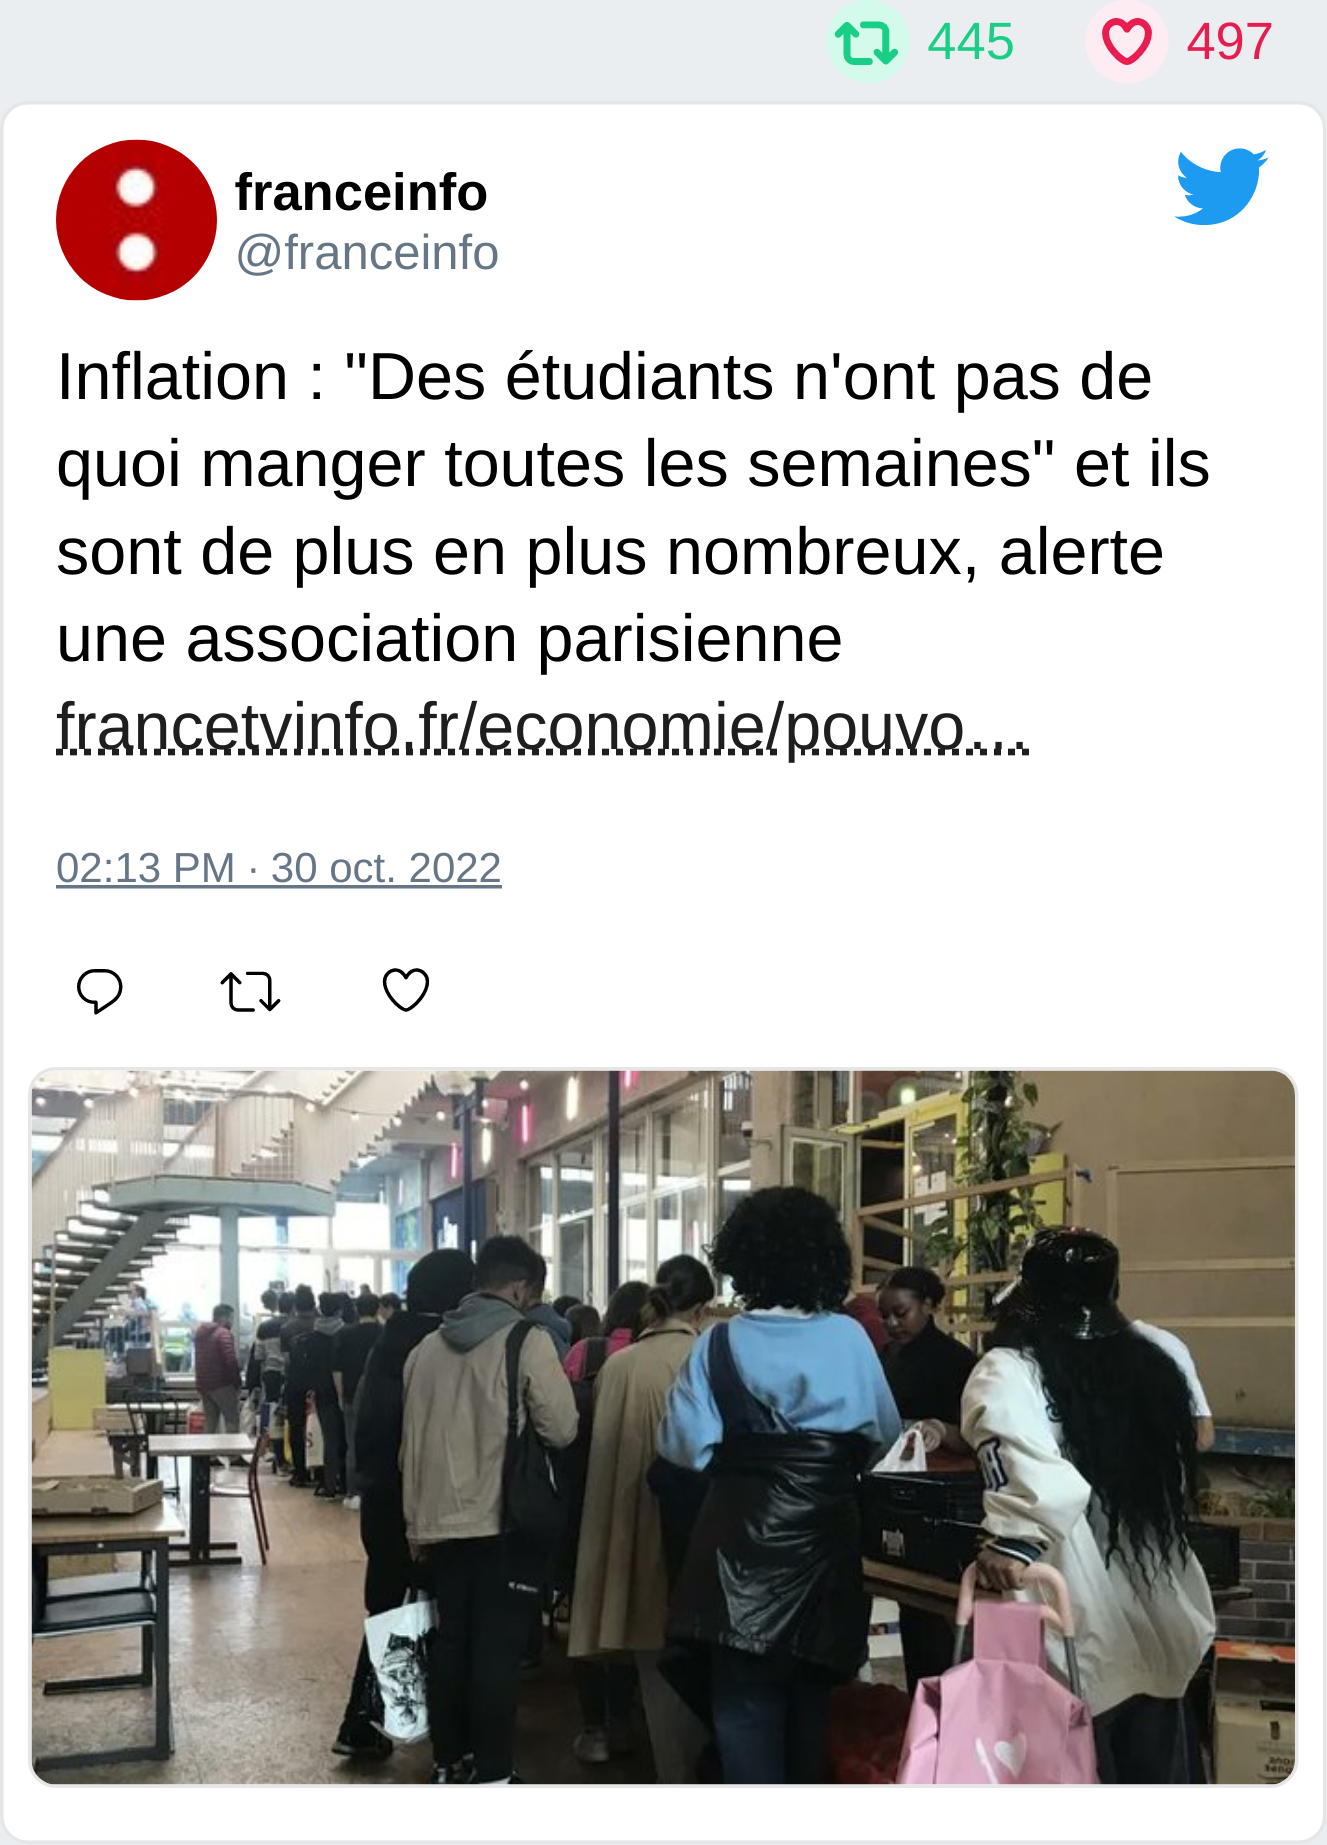 445 497
franceinfo
@franceinfo
Inflation : "Des étudiants n'ont pas de
quoi manger toutes les semaines" et ils
sont de plus en plus nombreux, alerte
une association parisienne
francetvinfo.fr/economie/pouvo...
02:13 PM · 30 oct. 2022